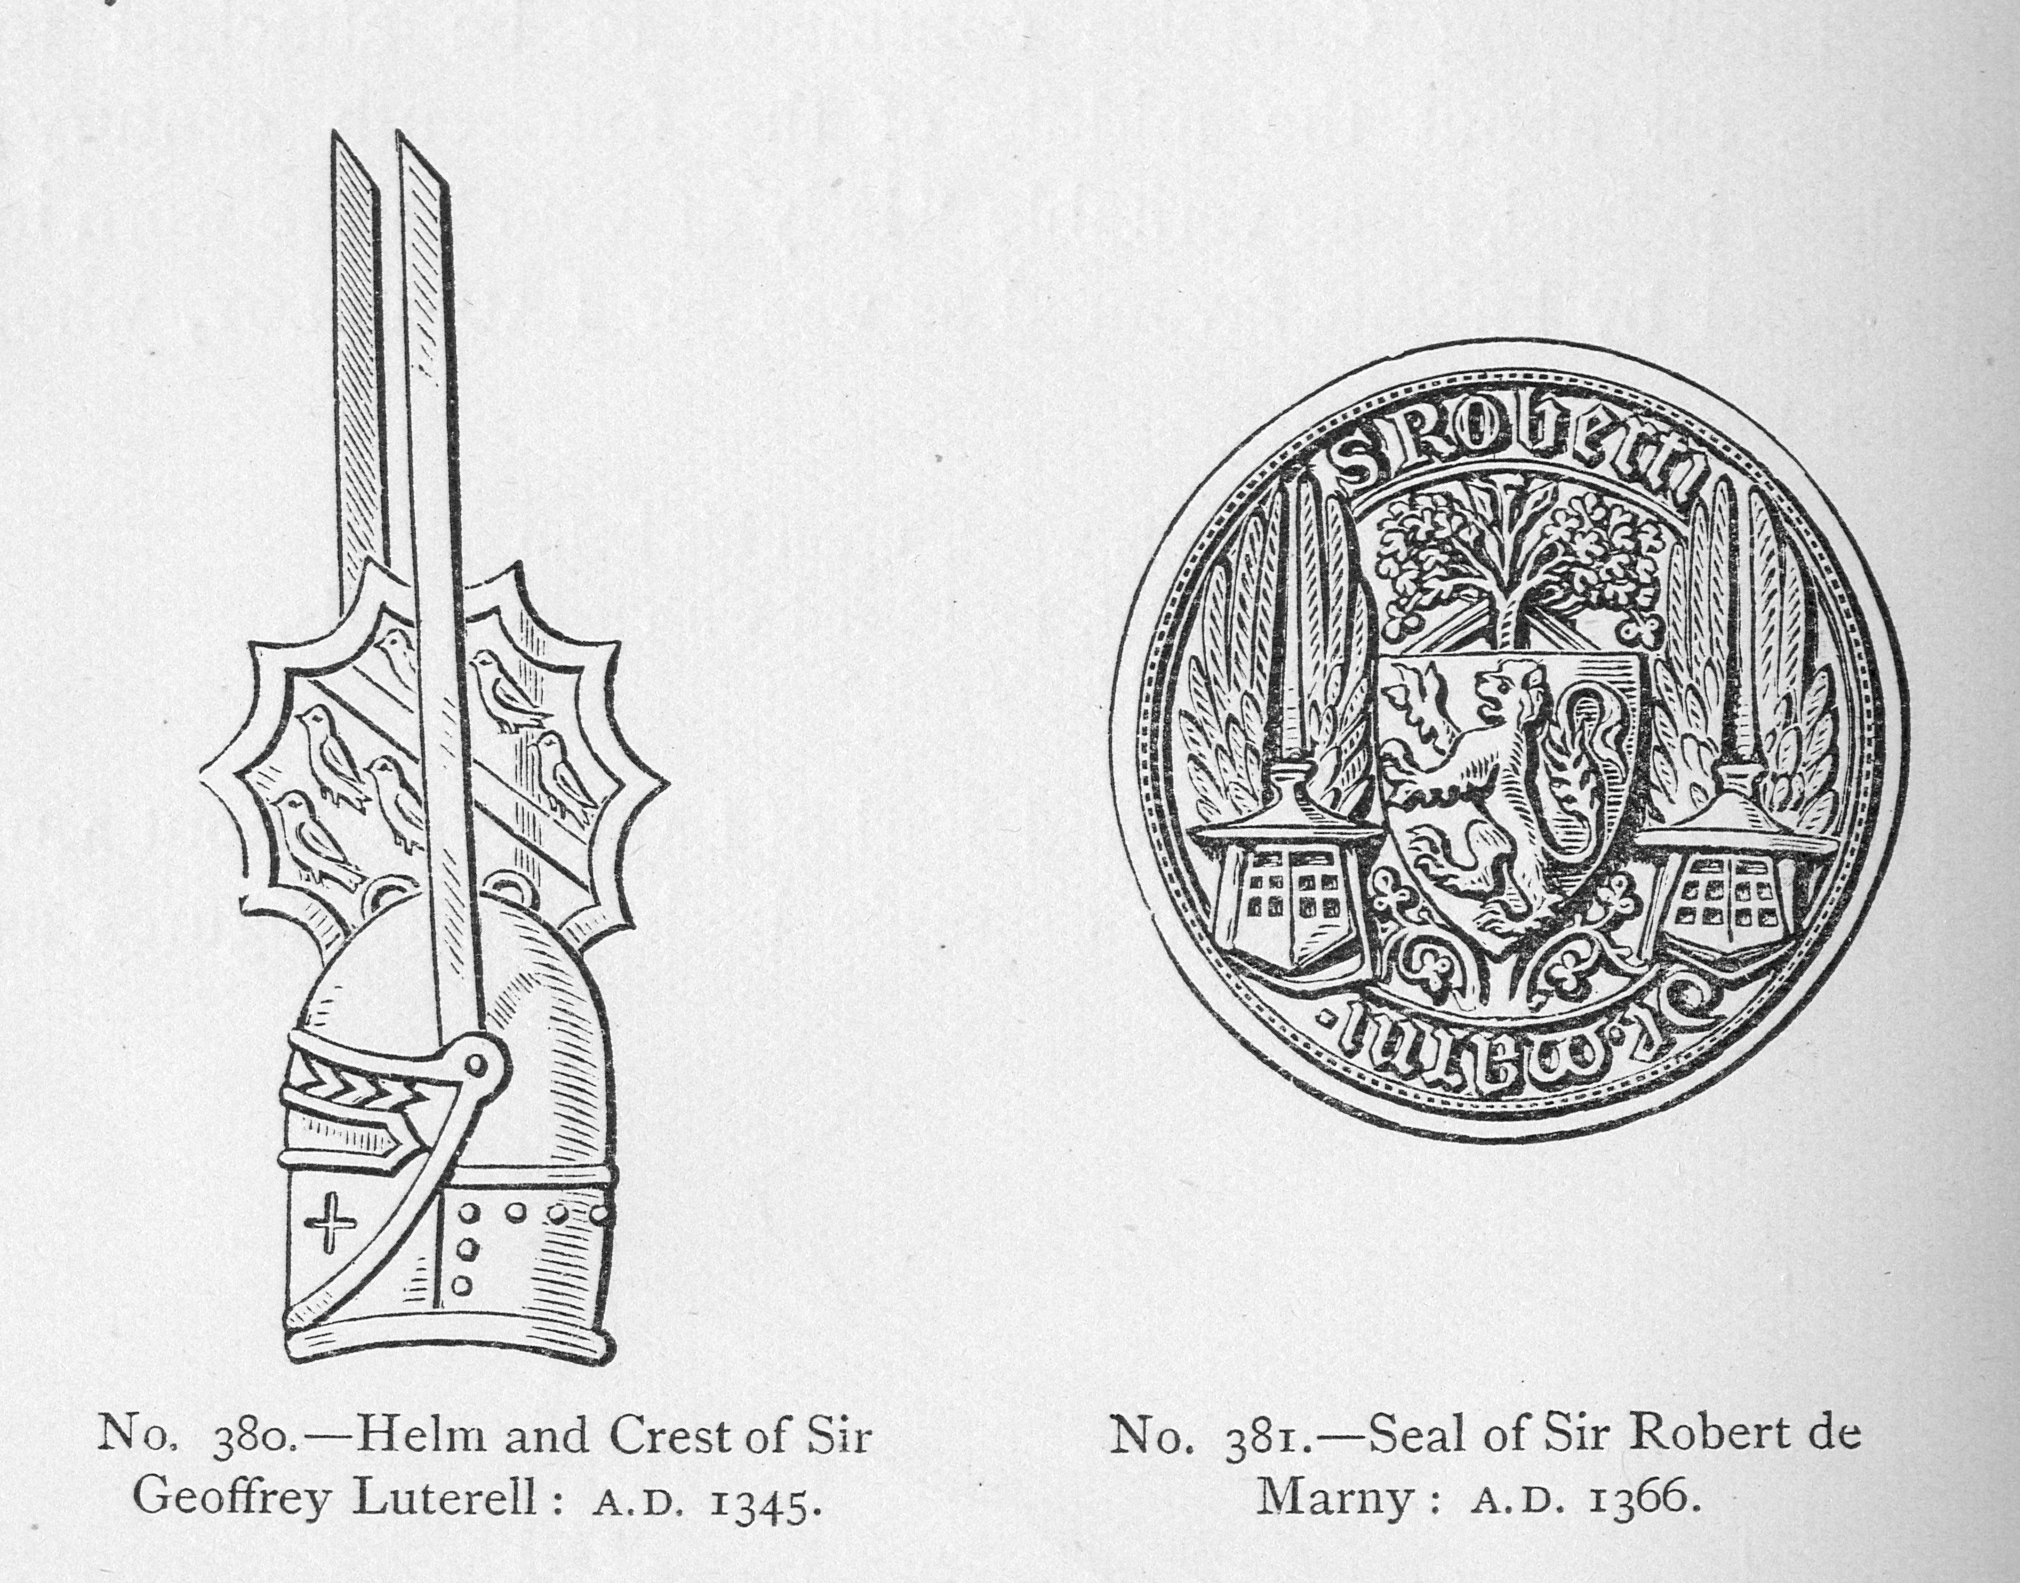 s Roberti
de · marni ·
No. 380.—Helm and Crest of Sir
Geoffrey Luterell : A.D. 1345.
No. 381.—Seal of Sir Robert de
Marny : A.D. 1366.